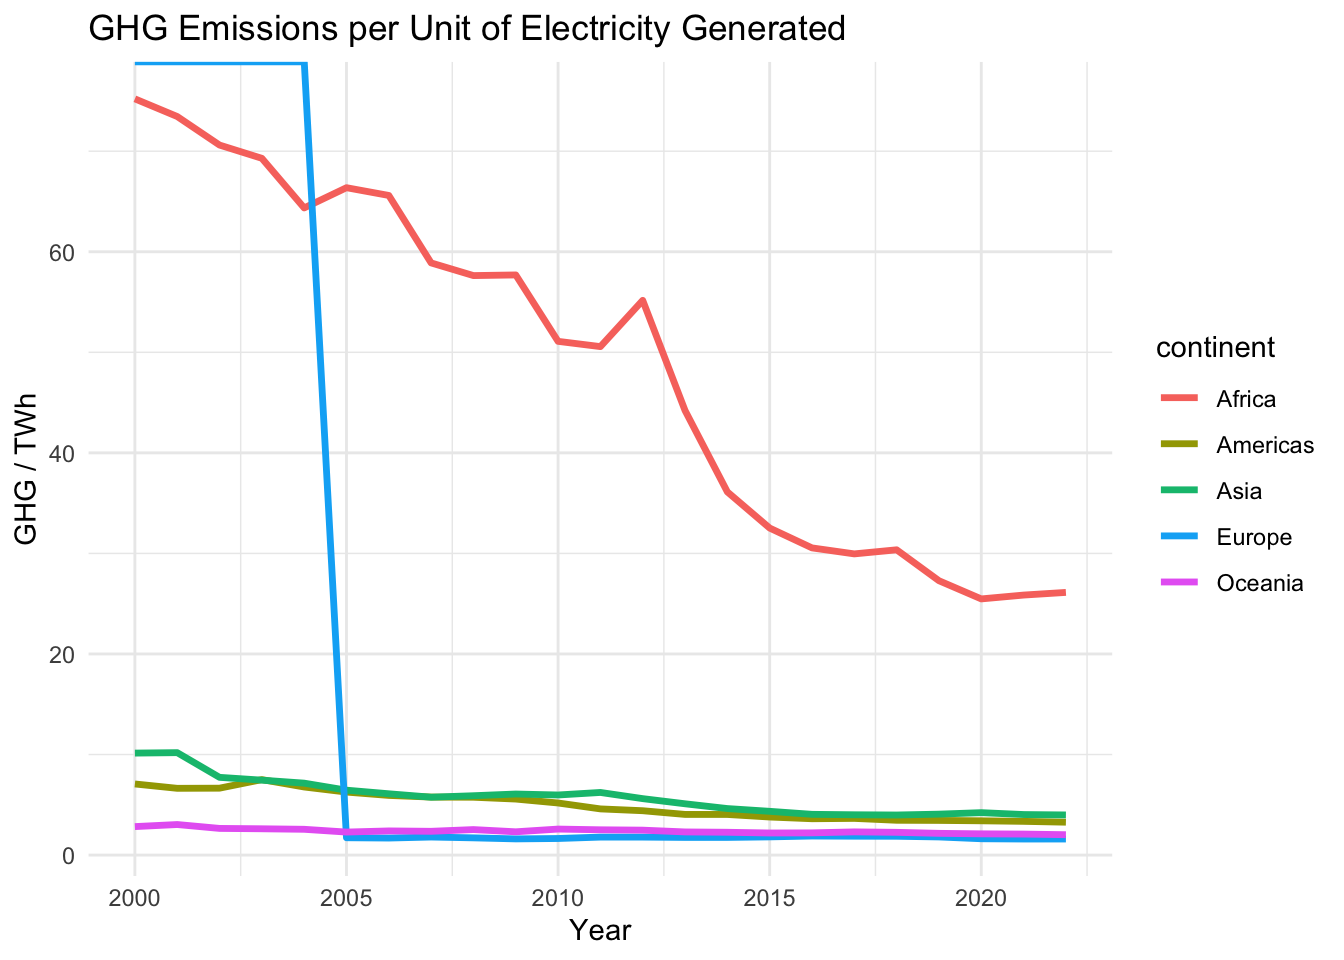 GHG Emissions per Unit of Electricity Generated
GHG / TWh
60
40
20
0
2000 2005 2010 2015 2020
Year
continent
Africa
Americas
Asia
Europe
Oceania